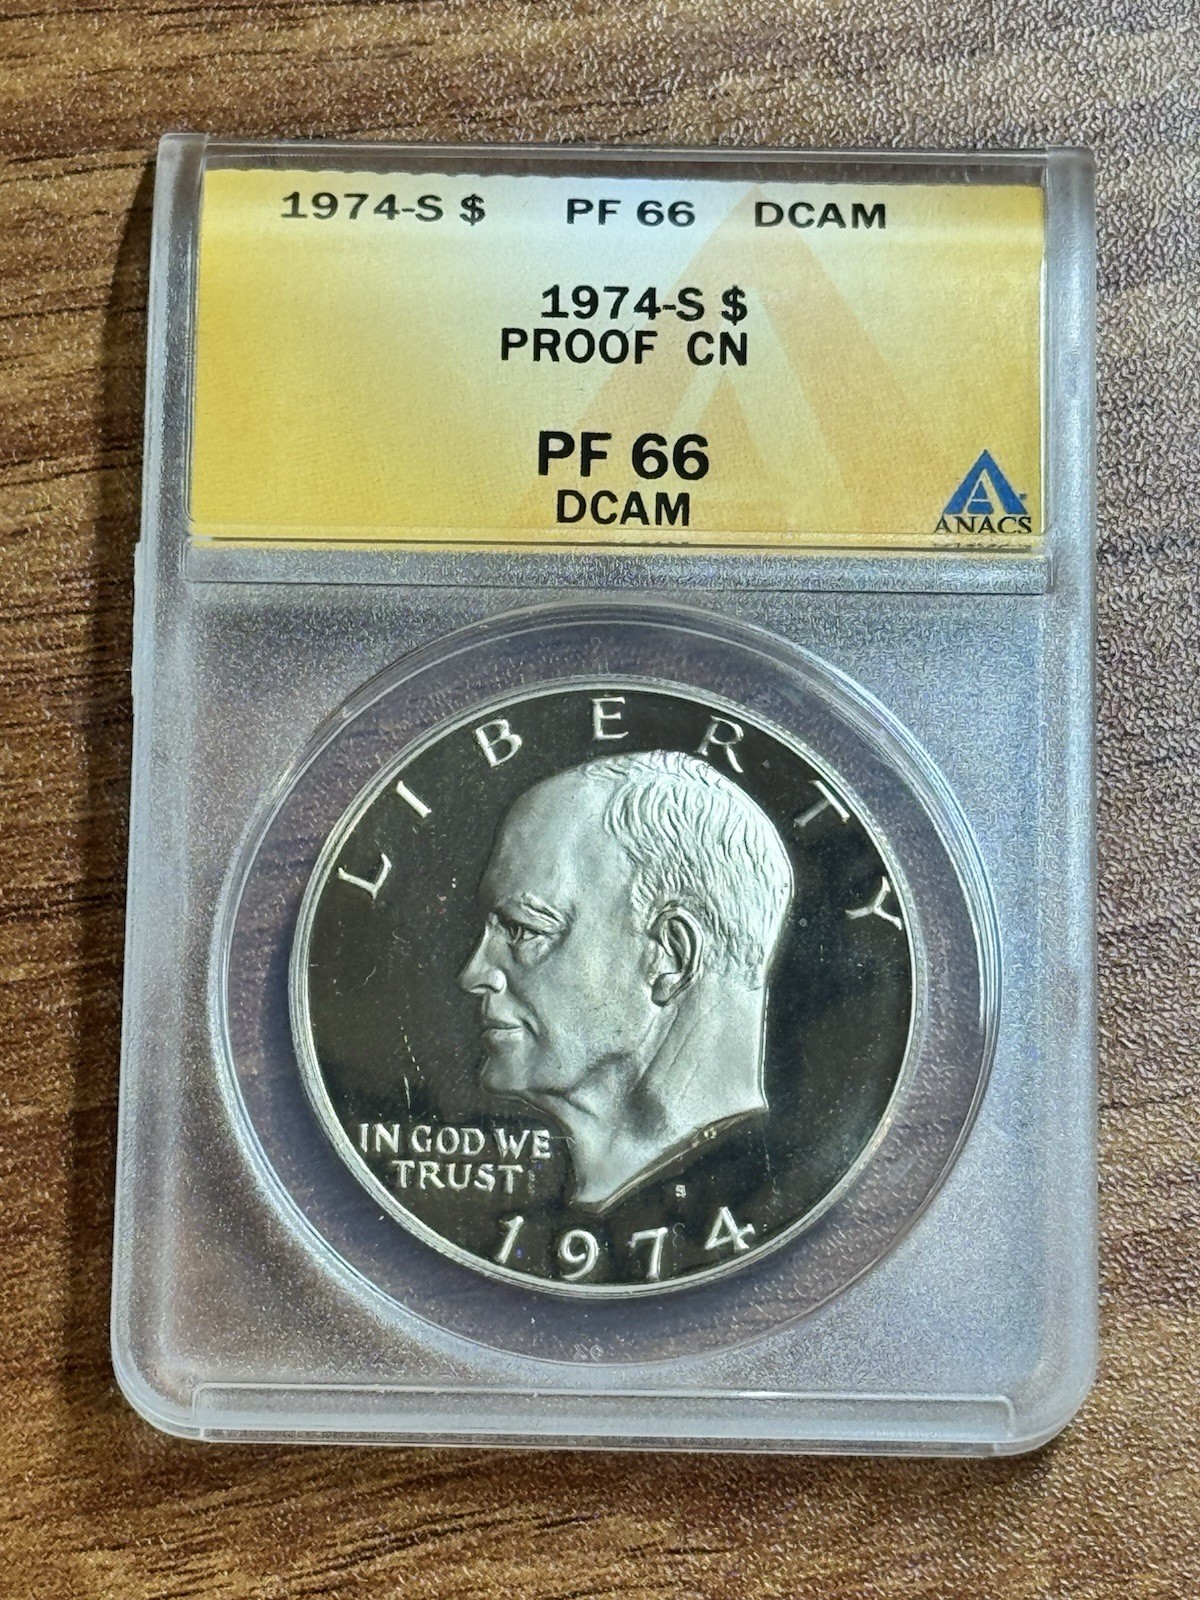 1974-S $ PF 66 DCAM
1974-S $
PROOF CN
PF 66
DCAM
ANACS
LIBERTY
IN GOD WE
TRUST
S
1974